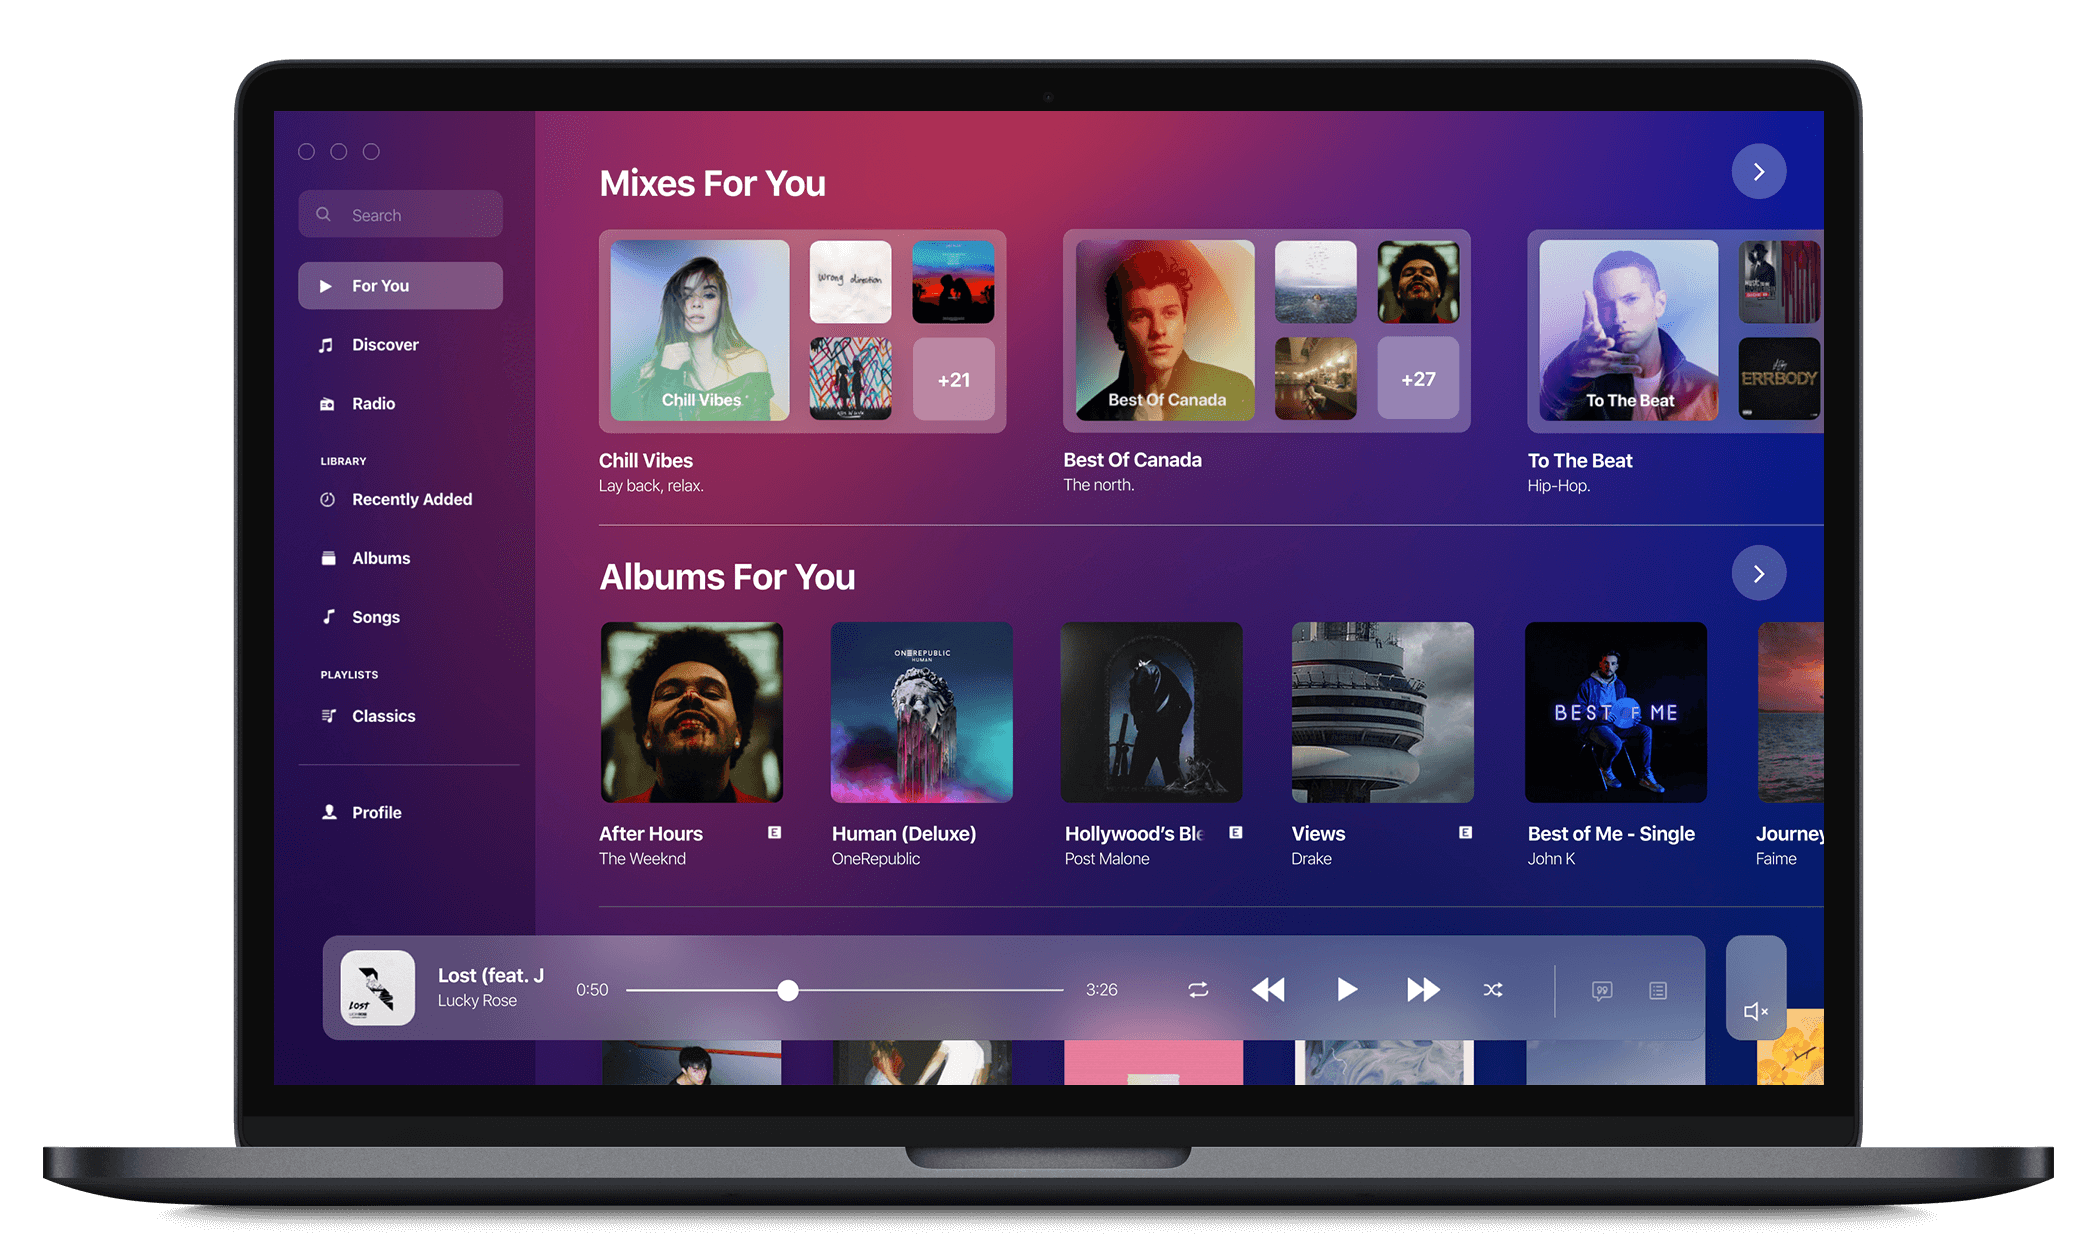 Search
For You
Discover
Radio
LIBRARY
Recently Added
Albums
Songs
PLAYLISTS
Classics
Profile
Mixes For You
Chill Vibes
wrong direction
+21
Chill Vibes
Lay back, relax.
Best Of Canada
+27
Best Of Canada
The north.
To The Beat
ERRBODY
To The Beat
Hip-Hop.
Albums For You
ONEREPUBLIC
HUMAN
BEST OF ME
After Hours E
The Weeknd
Human (Deluxe)
OneRepublic
Hollywood's Ble E
Post Malone
Views E
Drake
Best of Me - Single
John K
Journey
Faime
LOST
Lost (feat. J
Lucky Rose
0:50
3:26